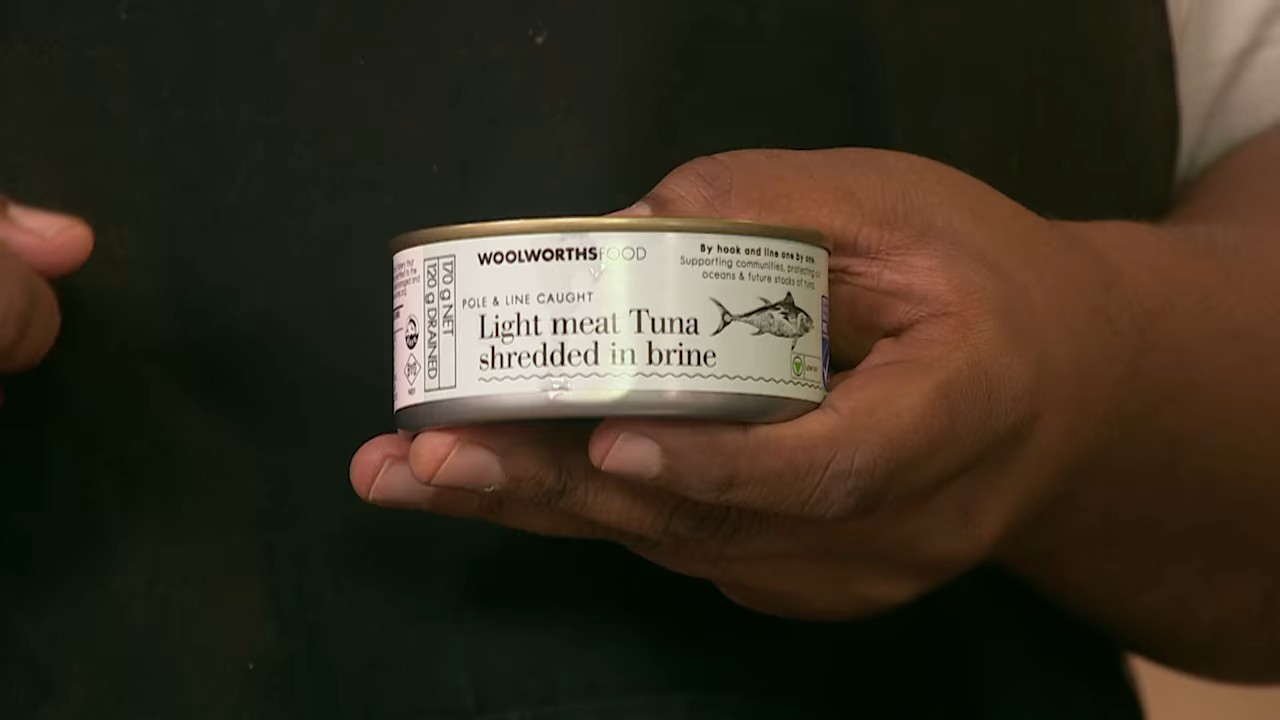 WOOLWORTHSFOOD
By hook and line one by one.
Supporting communities, protecting our
oceans & future stocks of tuna.
POLE & LINE CAUGHT
Light meat Tuna
shredded in brine
170 g NET
120 g DRAINED